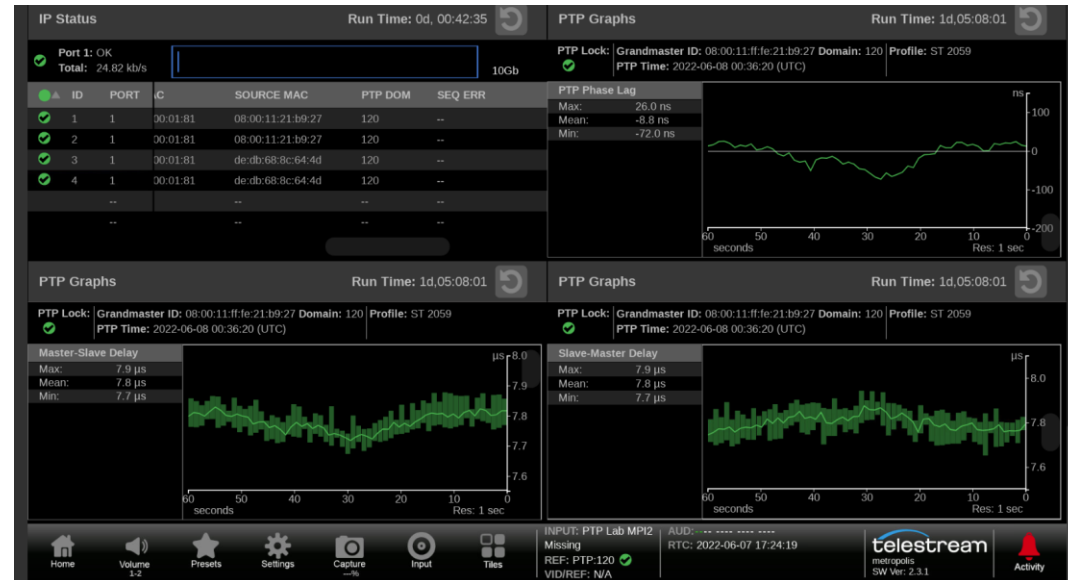 IP Status
Run Time: 0d, 00:42:35
Port 1: OK
Total: 24.82 kb/s
10Gb
ID PORT AC SOURCE MAC PTP DOM SEQ ERR
1 1 00:01:81 08:00:11:21:b9:27 120 --
2 1 00:01:81 08:00:11:21:b9:27 120 --
3 1 00:01:81 de:db:68:8c:64:4d 120 --
4 1 00:01:81 de:db:68:8c:64:4d 120 --
-- -- -- --
-- -- -- --
PTP Graphs
Run Time: 1d,05:08:01
PTP Lock: Grandmaster ID: 08:00:11:ff:fe:21:b9:27 Domain: 120 Profile: ST 2059
PTP Time: 2022-06-08 00:36:20 (UTC)
PTP Phase Lag
Max: 26.0 ns
Mean: -8.8 ns
Min: -72.0 ns
ns
100
0
-100
-200
60 50 40 30 20 10 0
seconds
Res: 1 sec
PTP Graphs
Run Time: 1d,05:08:01
PTP Lock: Grandmaster ID: 08:00:11:ff:fe:21:b9:27 Domain: 120 Profile: ST 2059
PTP Time: 2022-06-08 00:36:20 (UTC)
Master-Slave Delay
Max: 7.9 µs
Mean: 7.8 µs
Min: 7.7 µs
µs
8.0
7.9
7.8
7.7
7.6
60 50 40 30 20 10 0
seconds
Res: 1 sec
PTP Graphs
Run Time: 1d,05:08:01
PTP Lock: Grandmaster ID: 08:00:11:ff:fe:21:b9:27 Domain: 120 Profile: ST 2059
PTP Time: 2022-06-08 00:36:20 (UTC)
Slave-Master Delay
Max: 7.9 µs
Mean: 7.8 µs
Min: 7.7 µs
µs
8.0
7.8
7.6
60 50 40 30 20 10 0
seconds
Res: 1 sec
Home
Volume
1-2
Presets
Settings
Capture
--%
Input
Tiles
INPUT: PTP Lab MPI2
Missing
REF: PTP:120
VID/REF: N/A
AUD:---- ---- ---- ----
RTC: 2022-06-07 17:24:19
telestream
metropolis
SW Ver: 2.3.1
Activity